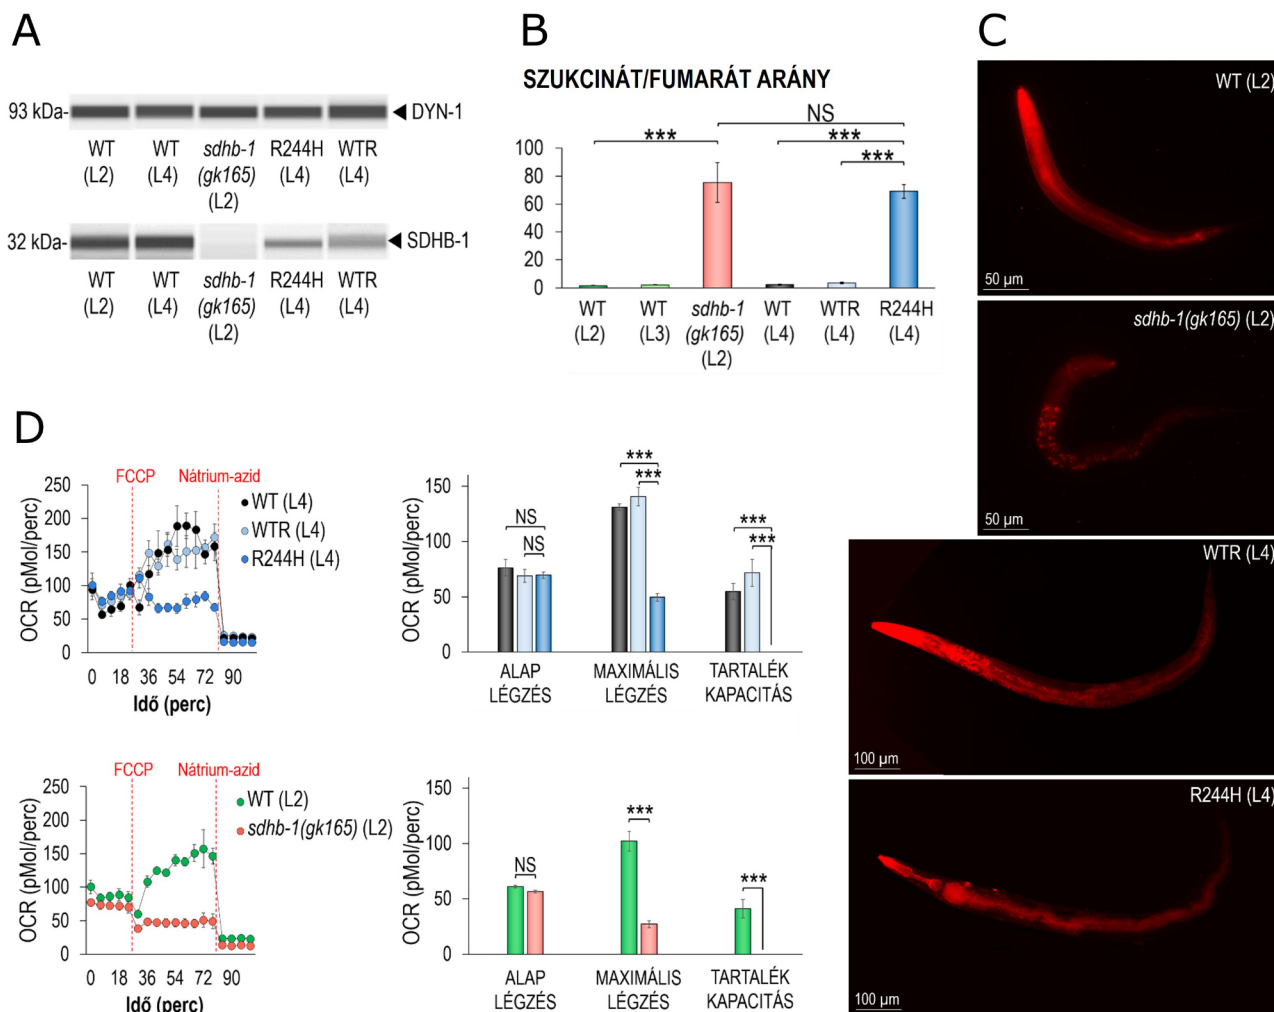 A
93 kDa-
DYN-1
WT WT sdhb-1 R244H WTR
(L2) (L4) (gk165) (L4) (L4)
(L2)
32 kDa-
SDHB-1
WT WT sdhb-1 R244H WTR
(L2) (L4) (gk165) (L4) (L4)
(L2)
B
SZUKCINÁT/FUMARÁT ARÁNY
NS
*** ***
***
100
80
60
40
20
0
WT WT sdhb-1 WT WTR R244H
(L2) (L3) (gk165) (L4) (L4) (L4)
(L2)
C
WT (L2)
50 µm
sdhb-1(gk165) (L2)
50 µm
WTR (L4)
100 µm
R244H (L4)
100 µm
D
FCCP Nátrium-azid
OCR (pMol/perc)
250
200
150
100
50
0
WT (L4)
WTR (L4)
R244H (L4)
0 18 36 54 72 90
Idő (perc)
OCR (pMol/perc)
150
100
50
0
NS
NS
***
***
***
***
ALAP MAXIMÁLIS TARTALÉK
LÉGZÉS LÉGZÉS KAPACITÁS
FCCP Nátrium-azid
OCR (pMol/perc)
250
200
150
100
50
0
WT (L2)
sdhb-1(gk165) (L2)
0 18 36 54 72 90
Idő (perc)
OCR (pMol/perc)
150
100
50
0
NS
***
***
ALAP MAXIMÁLIS TARTALÉK
LÉGZÉS LÉGZÉS KAPACITÁS